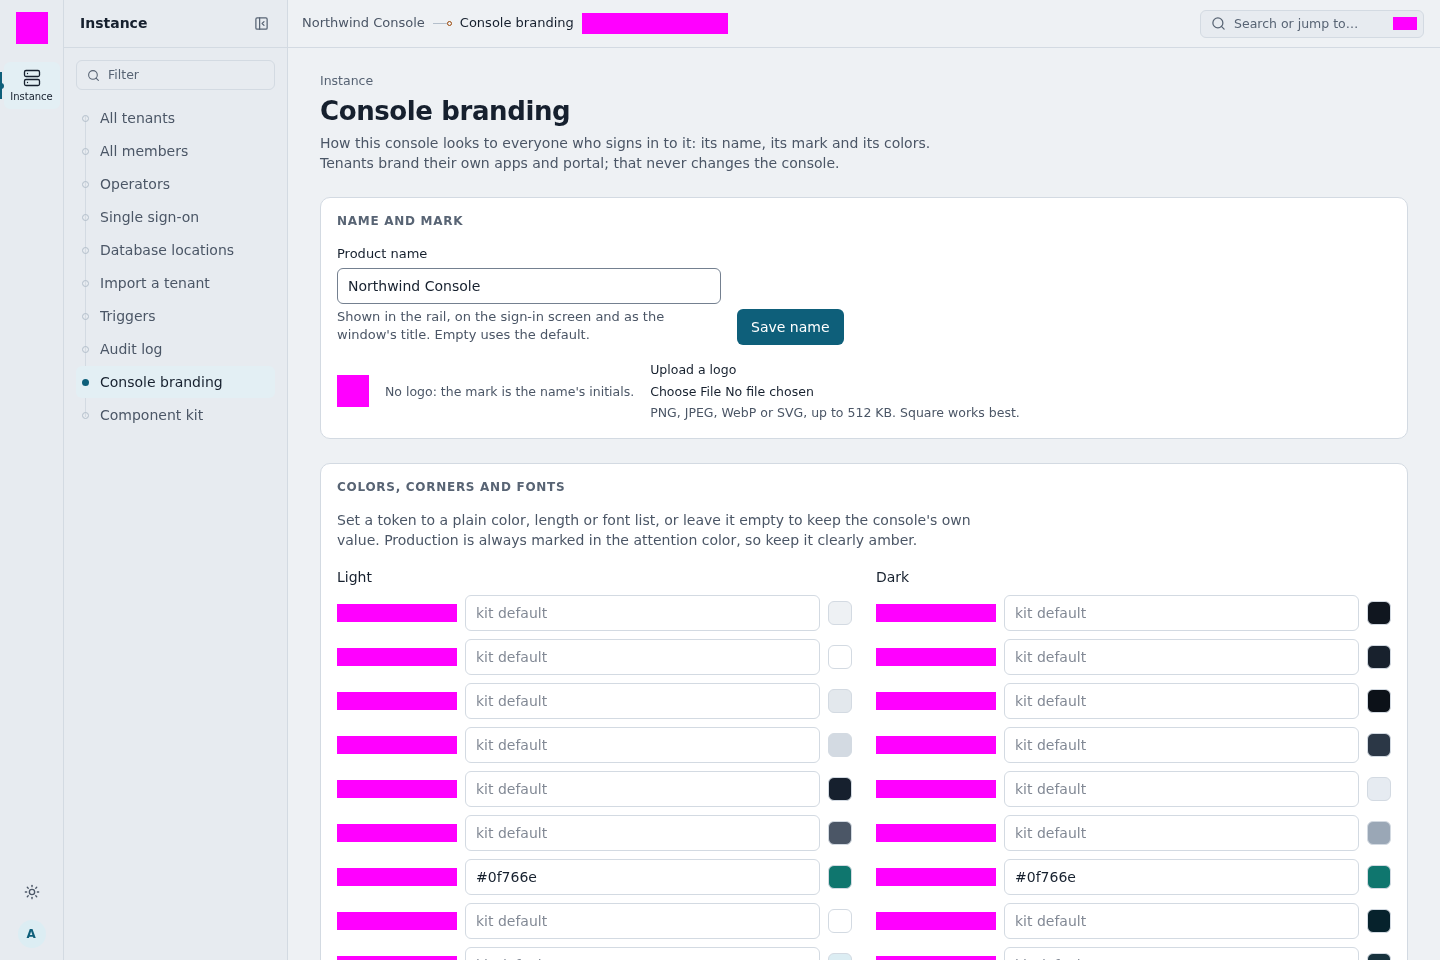 Instance
Northwind Console
Console branding
Search or jump to…
Instance
Filter
All tenants
All members
Operators
Single sign-on
Database locations
Import a tenant
Triggers
Audit log
Console branding
Component kit
A
Instance
Console branding
How this console looks to everyone who signs in to it: its name, its mark and its colors.
Tenants brand their own apps and portal; that never changes the console.
NAME AND MARK
Product name
Northwind Console
Shown in the rail, on the sign-in screen and as the
window's title. Empty uses the default.
Save name
No logo: the mark is the name's initials.
Upload a logo
Choose File No file chosen
PNG, JPEG, WebP or SVG, up to 512 KB. Square works best.
COLORS, CORNERS AND FONTS
Set a token to a plain color, length or font list, or leave it empty to keep the console's own
value. Production is always marked in the attention color, so keep it clearly amber.
Light
Dark
kit default
kit default
kit default
kit default
kit default
kit default
kit default
kit default
kit default
kit default
kit default
kit default
#0f766e
#0f766e
kit default
kit default